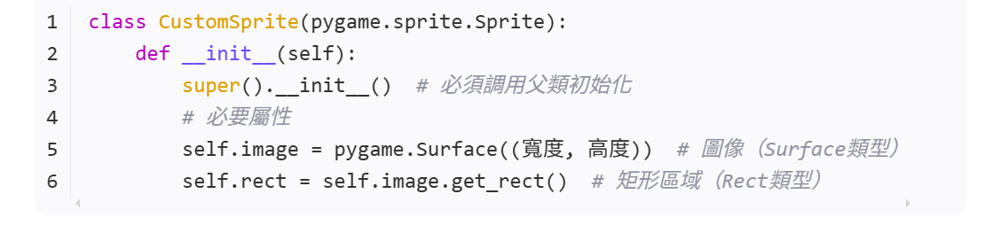 1 class CustomSprite(pygame.sprite.Sprite):
2     def __init__(self):
3         super().__init__()  # 必須調用父類初始化
4         # 必要屬性
5         self.image = pygame.Surface((寬度, 高度))  # 圖像（Surface類型）
6         self.rect = self.image.get_rect()  # 矩形區域（Rect類型）